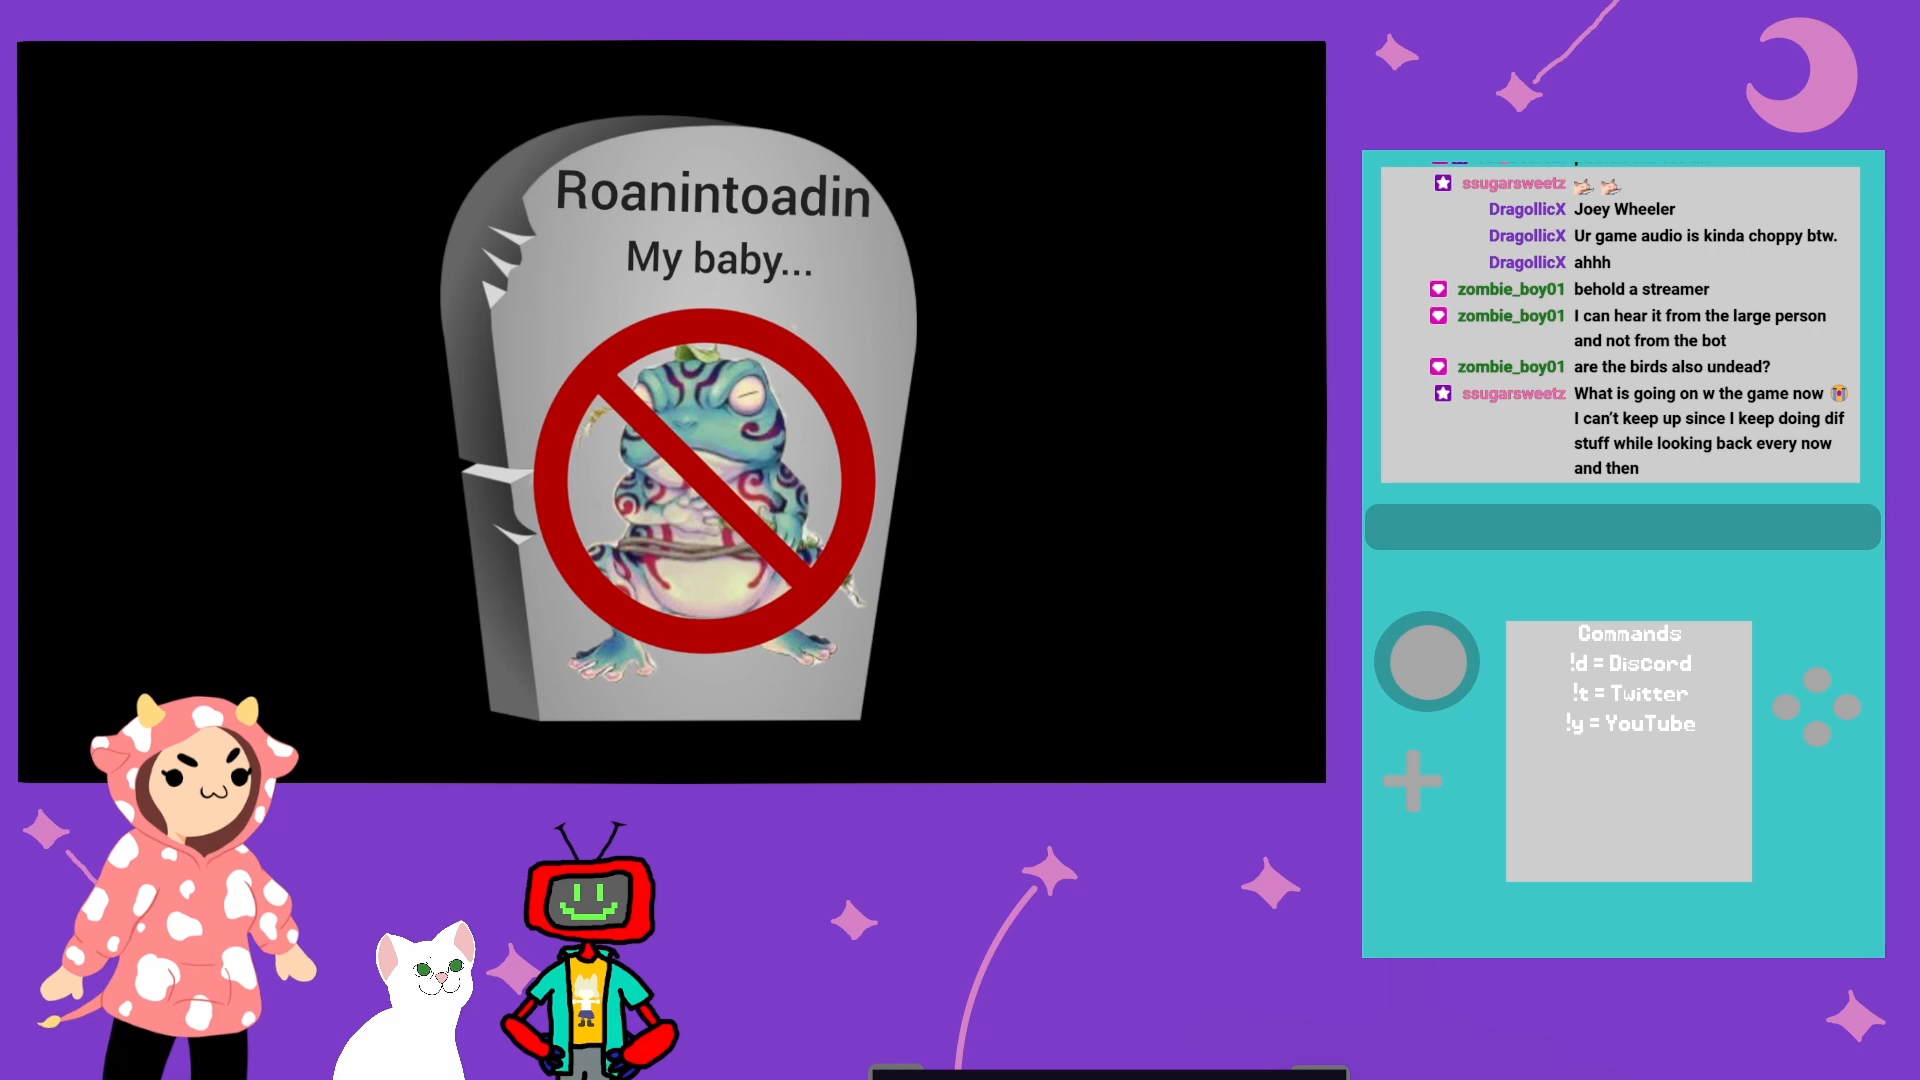 Roanintoadin
My baby...
ssugarsweetz
DragollicX Joey Wheeler
DragollicX Ur game audio is kinda choppy btw.
DragollicX ahhh
zombie_boy01 behold a streamer
zombie_boy01 I can hear it from the large person
and not from the bot
zombie_boy01 are the birds also undead?
ssugarsweetz What is going on w the game now 😭
I can’t keep up since I keep doing dif
stuff while looking back every now
and then
Commands
!d = Discord
!t = Twitter
!y = YouTube